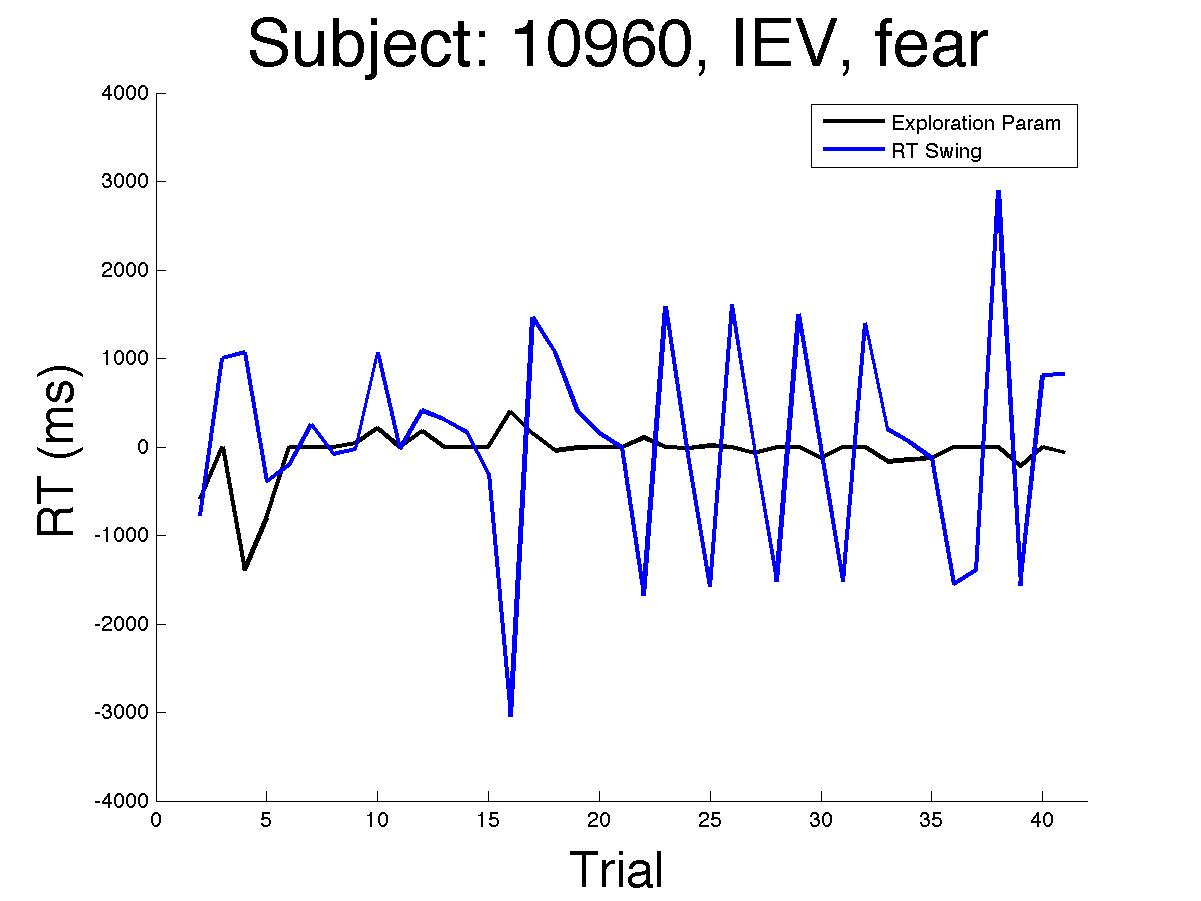 Subject: 10960, IEV, fear
Exploration Param
RT Swing
RT (ms)
4000
3000
2000
1000
0
-1000
-2000
-3000
-4000
0 5 10 15 20 25 30 35 40
Trial